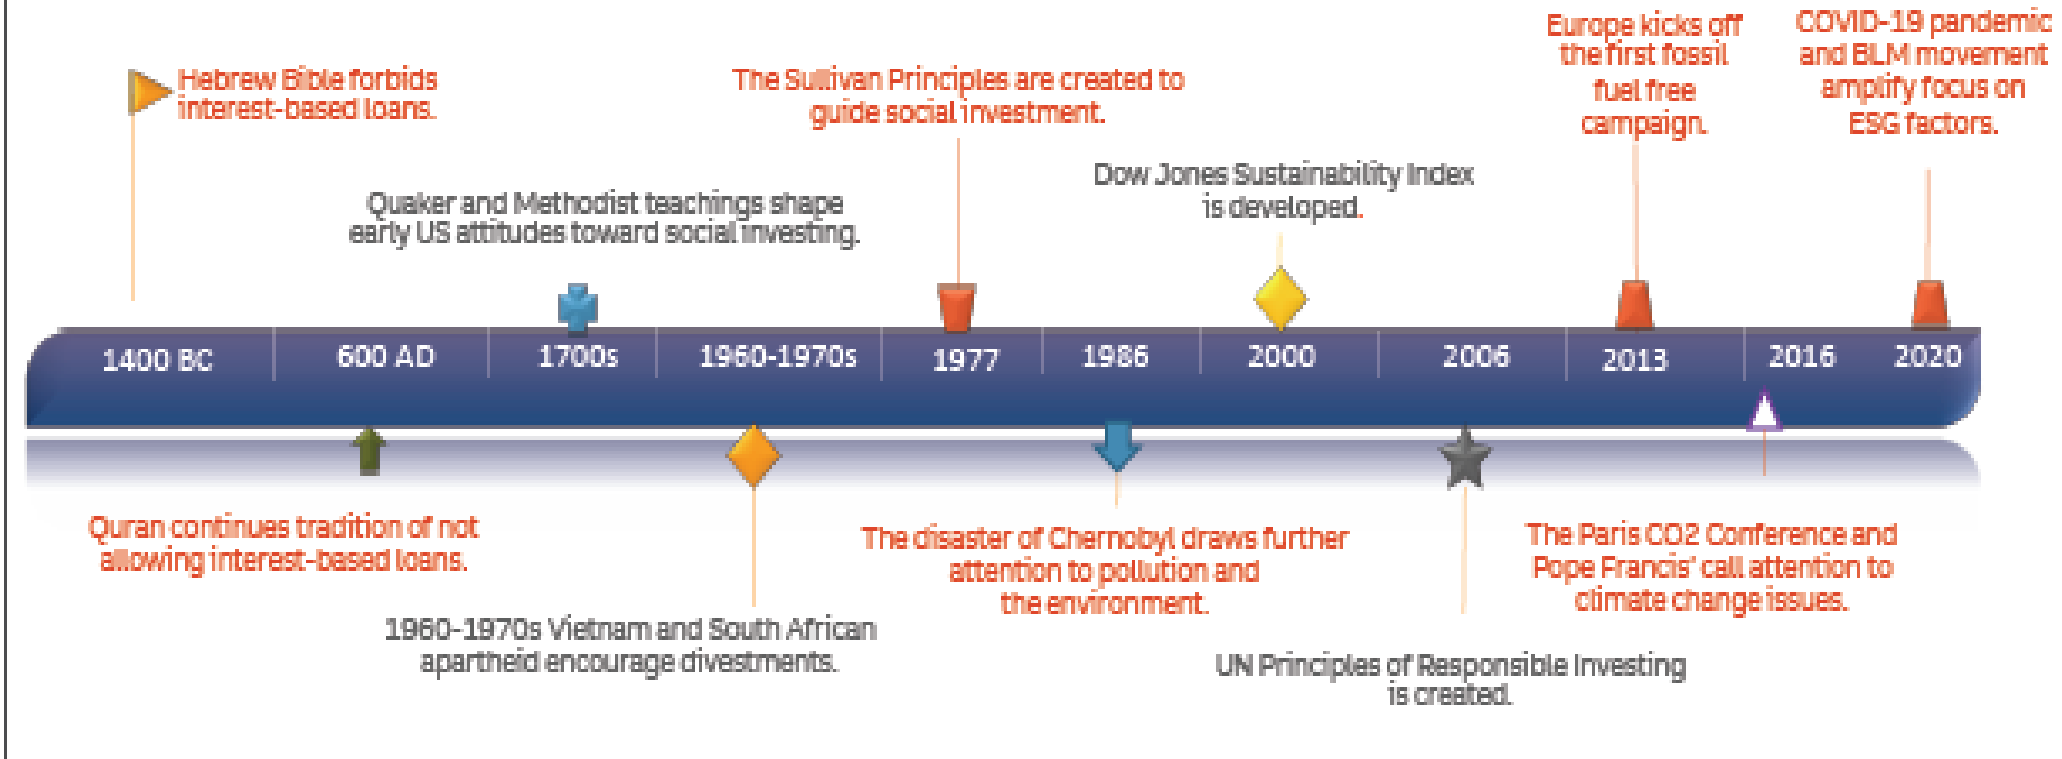 Hebrew Bible forbids
interest-based loans.
Quaker and Methodist teachings shape
early US attitudes toward social investing.
The Sullivan Principles are created to
guide social investment.
Dow Jones Sustainability Index
is developed.
Europe kicks off
the first fossil
fuel free
campaign.
COVID-19 pandemic
and BLM movement
amplify focus on
ESG factors.
1400 BC
600 AD
1700s
1960-1970s
1977
1986
2000
2006
2013
2016
2020
Quran continues tradition of not
allowing interest-based loans.
1960-1970s Vietnam and South African
apartheid encourage divestments.
The disaster of Chernobyl draws further
attention to pollution and
the environment.
UN Principles of Responsible Investing
is created.
The Paris CO2 Conference and
Pope Francis' call attention to
climate change issues.